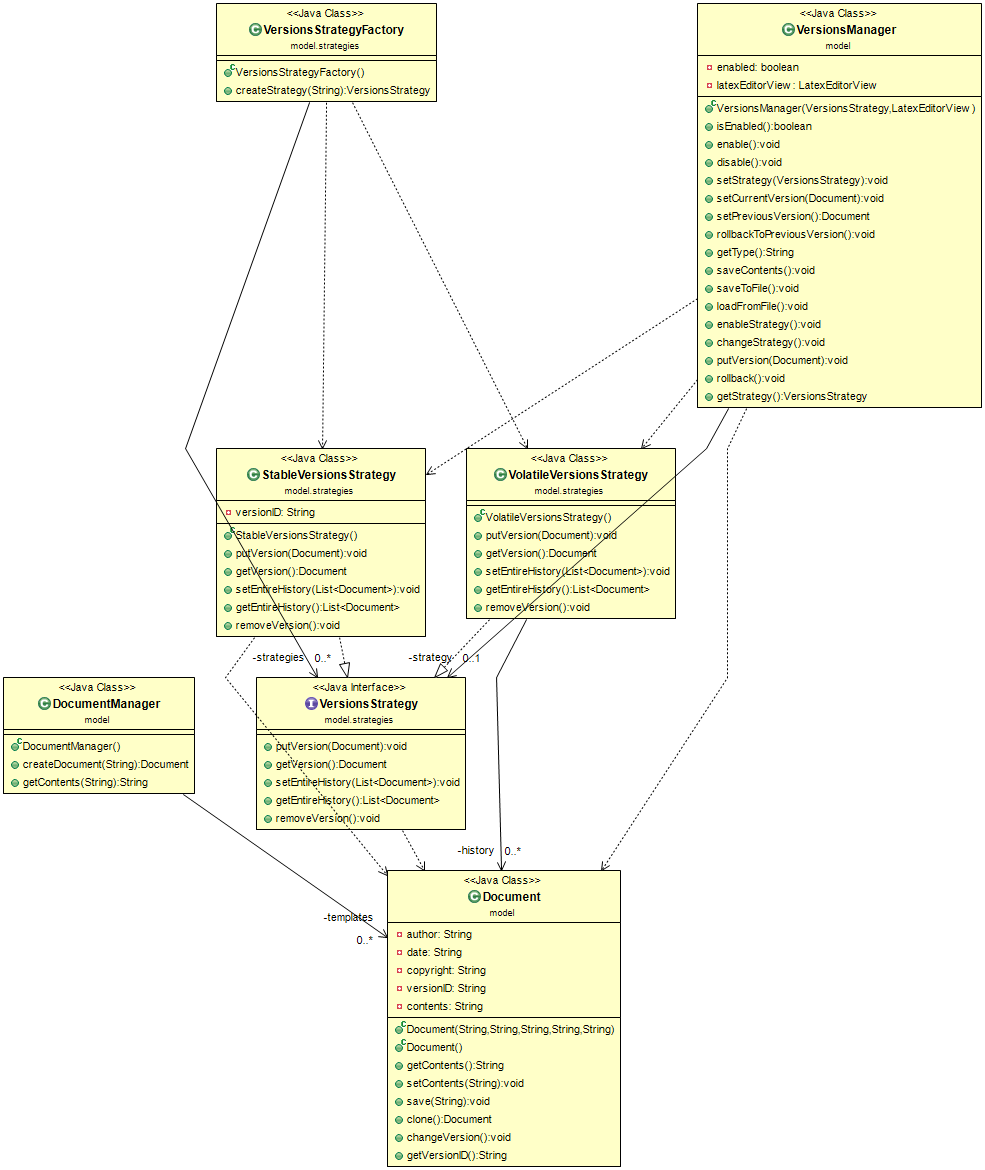 <<Java Class>>
VersionsStrategyFactory
model.strategies
VersionsStrategyFactory()
createStrategy(String):VersionsStrategy
<<Java Class>>
VersionsManager
model
enabled: boolean
latexEditorView: LatexEditorView
VersionsManager(VersionsStrategy,LatexEditorView)
isEnabled():boolean
enable():void
disable():void
setStrategy(VersionsStrategy):void
setCurrentVersion(Document):void
setPreviousVersion():Document
rollbackToPreviousVersion():void
getType():String
saveContents():void
saveToFile():void
loadFromFile():void
enableStrategy():void
changeStrategy():void
putVersion(Document):void
rollback():void
getStrategy():VersionsStrategy
<<Java Class>>
StableVersionsStrategy
model.strategies
versionID: String
StableVersionsStrategy()
putVersion(Document):void
getVersion():Document
setEntireHistory(List<Document>):void
getEntireHistory():List<Document>
removeVersion():void
<<Java Class>>
VolatileVersionsStrategy
model.strategies
VolatileVersionsStrategy()
putVersion(Document):void
getVersion():Document
setEntireHistory(List<Document>):void
getEntireHistory():List<Document>
removeVersion():void
-strategies 0..*
-strategy 0..1
<<Java Class>>
DocumentManager
model
DocumentManager()
createDocument(String):Document
getContents(String):String
<<Java Interface>>
VersionsStrategy
model.strategies
putVersion(Document):void
getVersion():Document
setEntireHistory(List<Document>):void
getEntireHistory():List<Document>
removeVersion():void
-history 0..*
-templates
0..*
<<Java Class>>
Document
model
author: String
date: String
copyright: String
versionID: String
contents: String
Document(String,String,String,String,String)
Document()
getContents():String
setContents(String):void
save(String):void
clone():Document
changeVersion():void
getVersionID():String